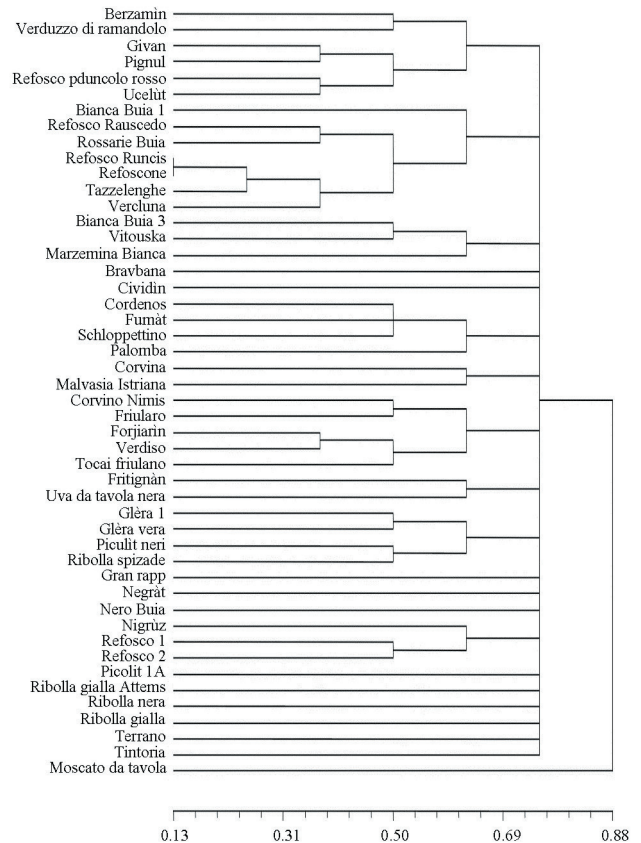 Berzamìn
Verduzzo di ramandolo
Givan
Pignul
Refosco pduncolo rosso
Ucelùt
Bianca Buia 1
Refosco Rauscedo
Rossarie Buia
Refosco Runcis
Refoscone
Tazzelenghe
Vercluna
Bianca Buia 3
Vitouska
Marzemina Bianca
Bravbana
Cividìn
Cordenos
Fumàt
Schloppettino
Palomba
Corvina
Malvasia Istriana
Corvino Nimis
Friularo
Forjiarìn
Verdiso
Tocai friulano
Fritignàn
Uva da tavola nera
Glèra 1
Glèra vera
Piculìt neri
Ribolla spizade
Gran rapp
Negràt
Nero Buia
Nigrùz
Refosco 1
Refosco 2
Picolit 1A
Ribolla gialla Attems
Ribolla nera
Ribolla gialla
Terrano
Tintoria
Moscato da tavola
0.13 0.31 0.50 0.69 0.88